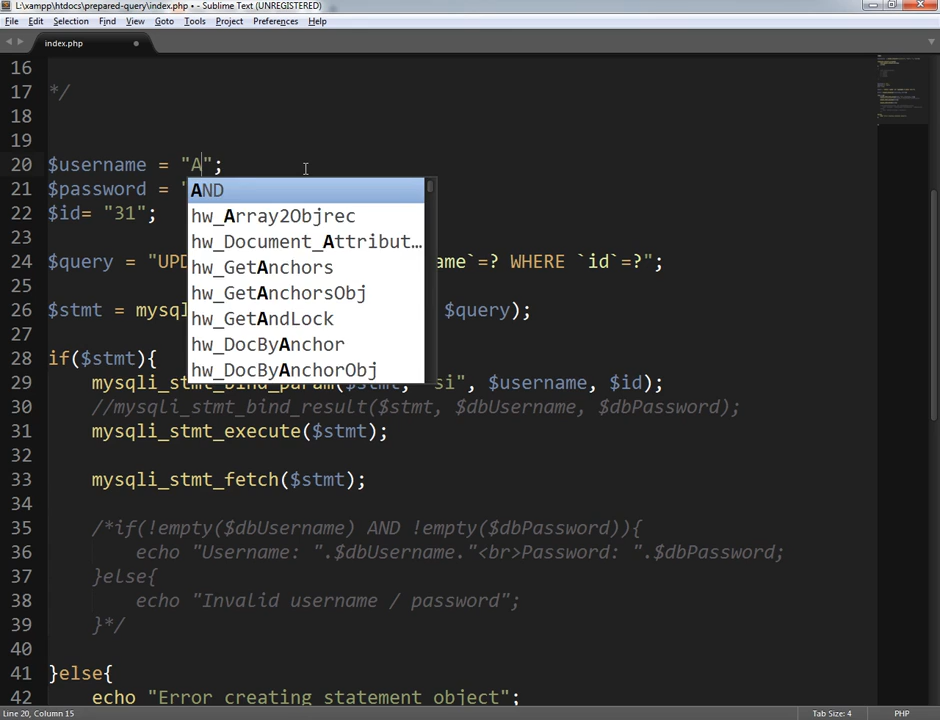 L:\xampp\htdocs\prepared-query\index.php • - Sublime Text (UNREGISTERED)
File Edit Selection Find View Goto Tools Project Preferences Help
index.php
16
17 */
18
19
20 $username = "A";
21 $password = "
AND
22 $id= "31";
hw_Array2Objrec
hw_Document_Attribut…
24 $query = "UPD ame`=? WHERE `id`=?";
hw_GetAnchors
25
hw_GetAnchorsObj
26 $stmt = mysqli $query);
hw_GetAndLock
27
hw_DocByAnchor
28 if($stmt){
hw_DocByAnchorObj
29 mysqli_stmt_bind_param($stmt, "si", $username, $id);
30 //mysqli_stmt_bind_result($stmt, $dbUsername, $dbPassword);
31 mysqli_stmt_execute($stmt);
32
33 mysqli_stmt_fetch($stmt);
34
35 /*if(!empty($dbUsername) AND !empty($dbPassword)){
36 echo "Username: ".$dbUsername."<br>Password: ".$dbPassword;
37 }else{
38 echo "Invalid username / password";
39 }*/
40
41 }else{
42 echo "Error creating statement object";
Line 20, Column 15 Tab Size: 4 PHP